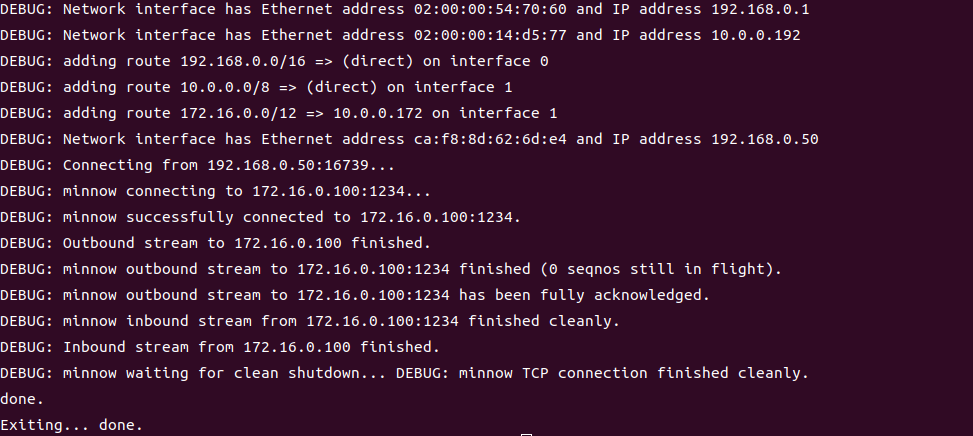 DEBUG: Network interface has Ethernet address 02:00:00:54:70:60 and IP address 192.168.0.1
DEBUG: Network interface has Ethernet address 02:00:00:14:d5:77 and IP address 10.0.0.192
DEBUG: adding route 192.168.0.0/16 => (direct) on interface 0
DEBUG: adding route 10.0.0.0/8 => (direct) on interface 1
DEBUG: adding route 172.16.0.0/12 => 10.0.0.172 on interface 1
DEBUG: Network interface has Ethernet address ca:f8:8d:62:6d:e4 and IP address 192.168.0.50
DEBUG: Connecting from 192.168.0.50:16739...
DEBUG: minnow connecting to 172.16.0.100:1234...
DEBUG: minnow successfully connected to 172.16.0.100:1234.
DEBUG: Outbound stream to 172.16.0.100 finished.
DEBUG: minnow outbound stream to 172.16.0.100:1234 finished (0 seqnos still in flight).
DEBUG: minnow outbound stream to 172.16.0.100:1234 has been fully acknowledged.
DEBUG: minnow inbound stream from 172.16.0.100:1234 finished cleanly.
DEBUG: Inbound stream from 172.16.0.100 finished.
DEBUG: minnow waiting for clean shutdown... DEBUG: minnow TCP connection finished cleanly.
done.
Exiting... done.